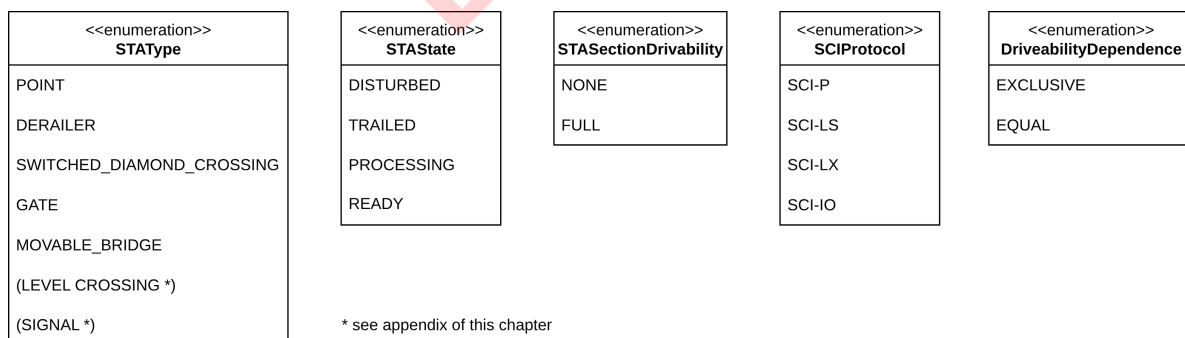 <<enumeration>>
STAType
POINT
DERAILER
SWITCHED_DIAMOND_CROSSING
GATE
MOVABLE_BRIDGE
(LEVEL CROSSING *)
(SIGNAL *)
<<enumeration>>
STAState
DISTURBED
TRAILED
PROCESSING
READY
<<enumeration>>
STASectionDrivability
NONE
FULL
<<enumeration>>
SCIProtocol
SCI-P
SCI-LS
SCI-LX
SCI-IO
<<enumeration>>
DriveabilityDependence
EXCLUSIVE
EQUAL
* see appendix of this chapter